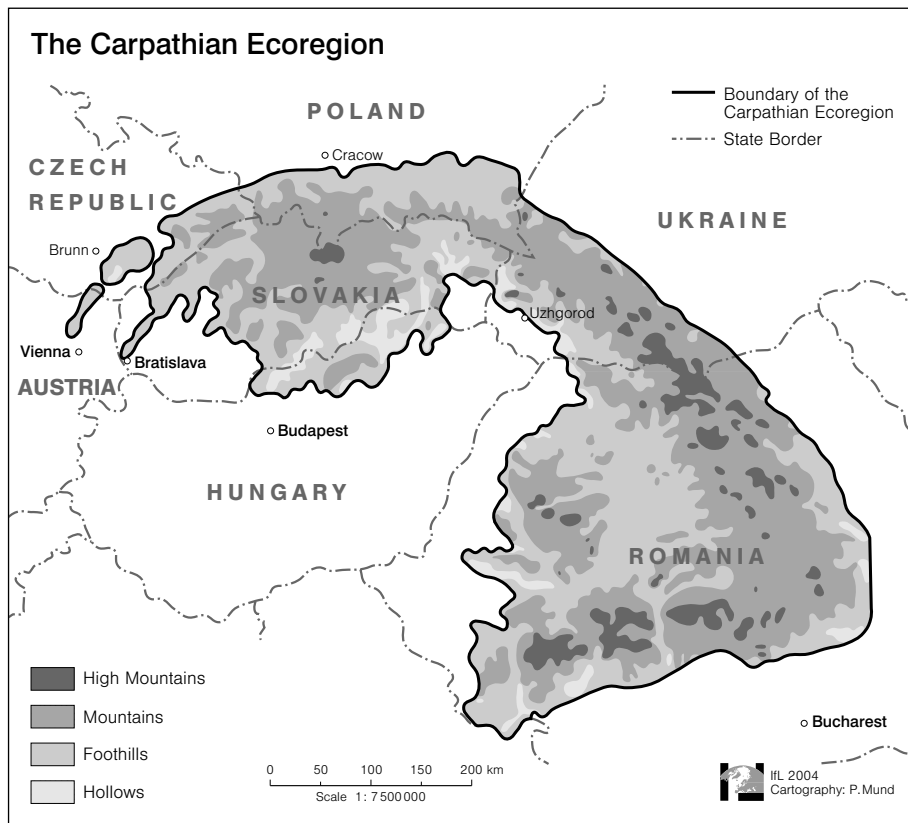 The Carpathian Ecoregion
Boundary of the
Carpathian Ecoregion
State Border
POLAND
Cracow
CZECH
REPUBLIC
UKRAINE
Brunn
SLOVAKIA
Uzhgorod
Vienna
Bratislava
AUSTRIA
Budapest
HUNGARY
ROMANIA
High Mountains
Mountains
Foothills
Hollows
Bucharest
0 50 100 150 200 km
Scale 1 : 7 500 000
IfL 2004
Cartography: P. Mund